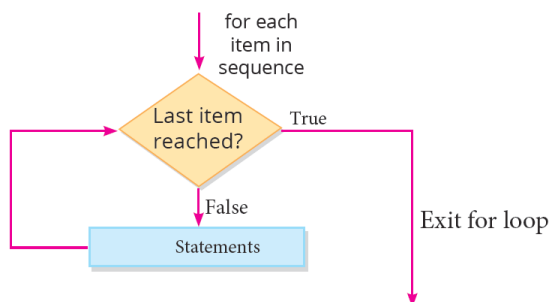 for each
item in
sequence
Last item
reached?
True
False
Statements
Exit for loop